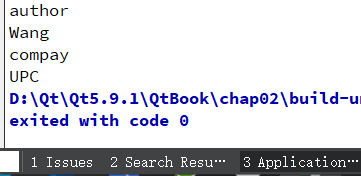 author
Wang
compay
UPC
D:\Qt\Qt5.9.1\QtBook\chap02\build-un
exited with code 0
1 Issues 2 Search Resu… 3 Application…